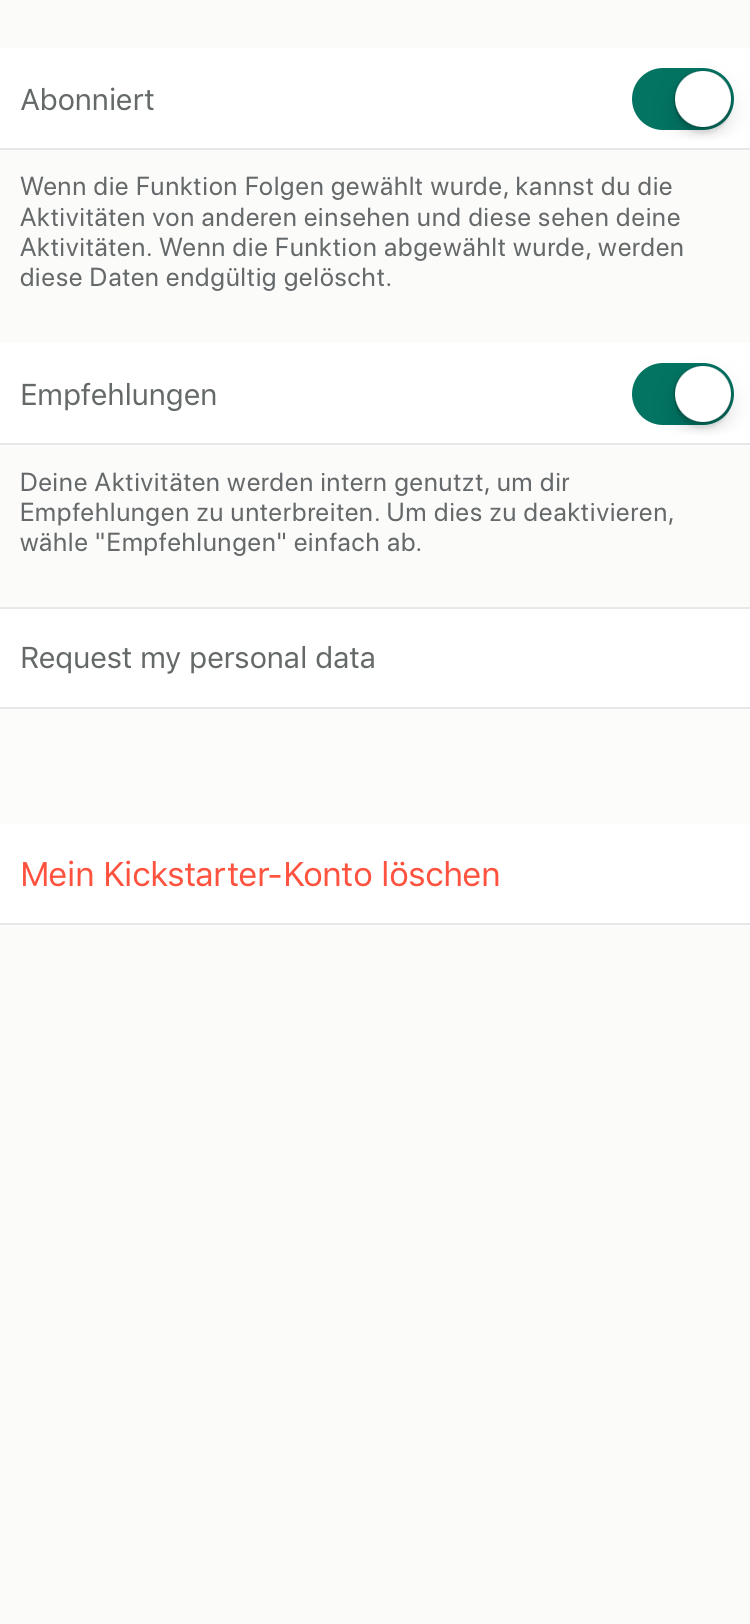 Abonniert
Wenn die Funktion Folgen gewählt wurde, kannst du die
Aktivitäten von anderen einsehen und diese sehen deine
Aktivitäten. Wenn die Funktion abgewählt wurde, werden
diese Daten endgültig gelöscht.
Empfehlungen
Deine Aktivitäten werden intern genutzt, um dir
Empfehlungen zu unterbreiten. Um dies zu deaktivieren,
wähle "Empfehlungen" einfach ab.
Request my personal data
Mein Kickstarter-Konto löschen